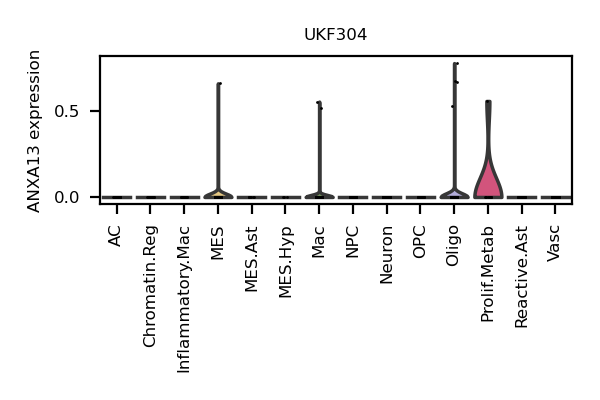 UKF304
ANXA13 expression
0.5
0.0
AC
Chromatin.Reg
Inflammatory.Mac
MES
MES.Ast
MES.Hyp
Mac
NPC
Neuron
OPC
Oligo
Prolif.Metab
Reactive.Ast
Vasc